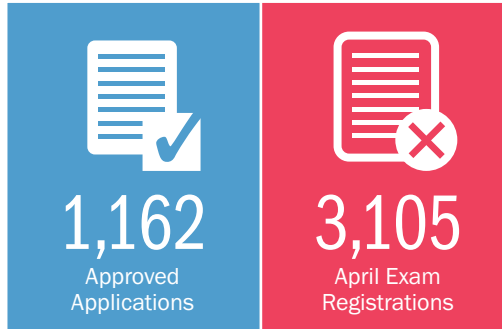 1,162
Approved
Applications
3,105
April Exam
Registrations